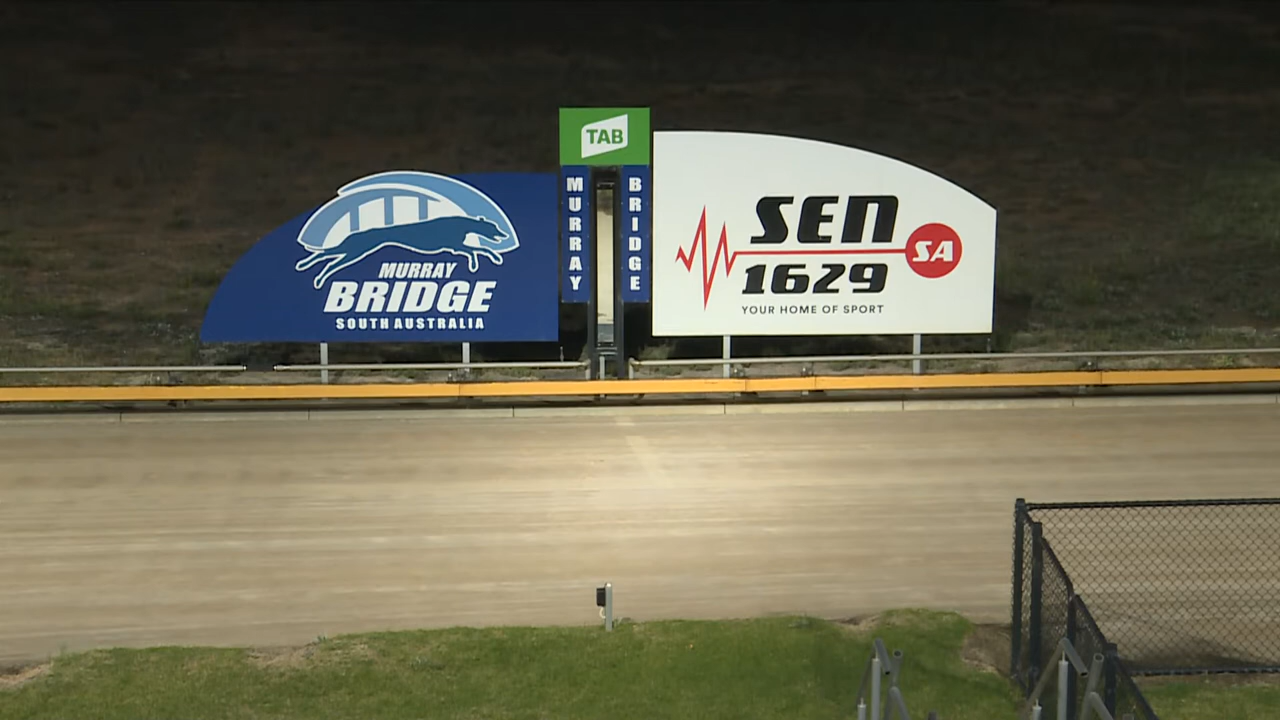 TAB
MURRAY
BRIDGE
MURRAY
BRIDGE
SOUTH AUSTRALIA
SEN
SA
1629
YOUR HOME OF SPORT